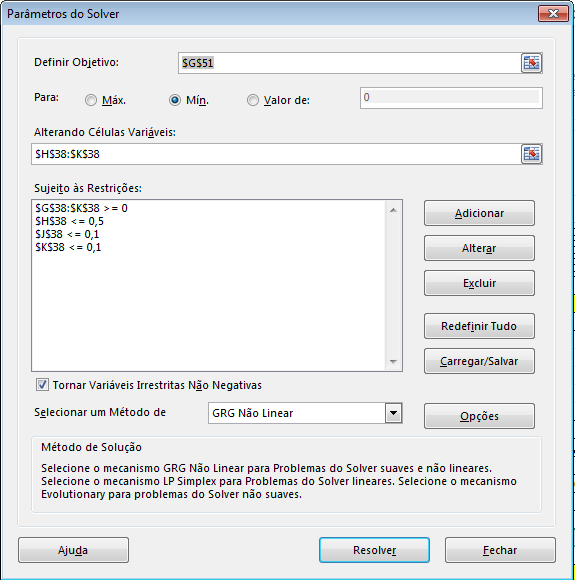 Parâmetros do Solver
Definir Objetivo:
$G$51
Para:
Máx.
Mín.
Valor de:
0
Alterando Células Variáveis:
$H$38:$K$38
Sujeito às Restrições:
$G$38:$K$38 >= 0
$H$38 <= 0,5
$J$38 <= 0,1
$K$38 <= 0,1
Adicionar
Alterar
Excluir
Redefinir Tudo
Carregar/Salvar
Tornar Variáveis Irrestritas Não Negativas
Selecionar um Método de
GRG Não Linear
Opções
Método de Solução
Selecione o mecanismo GRG Não Linear para Problemas do Solver suaves e não lineares.
Selecione o mecanismo LP Simplex para Problemas do Solver lineares. Selecione o mecanismo
Evolutionary para problemas do Solver não suaves.
Ajuda
Resolver
Fechar